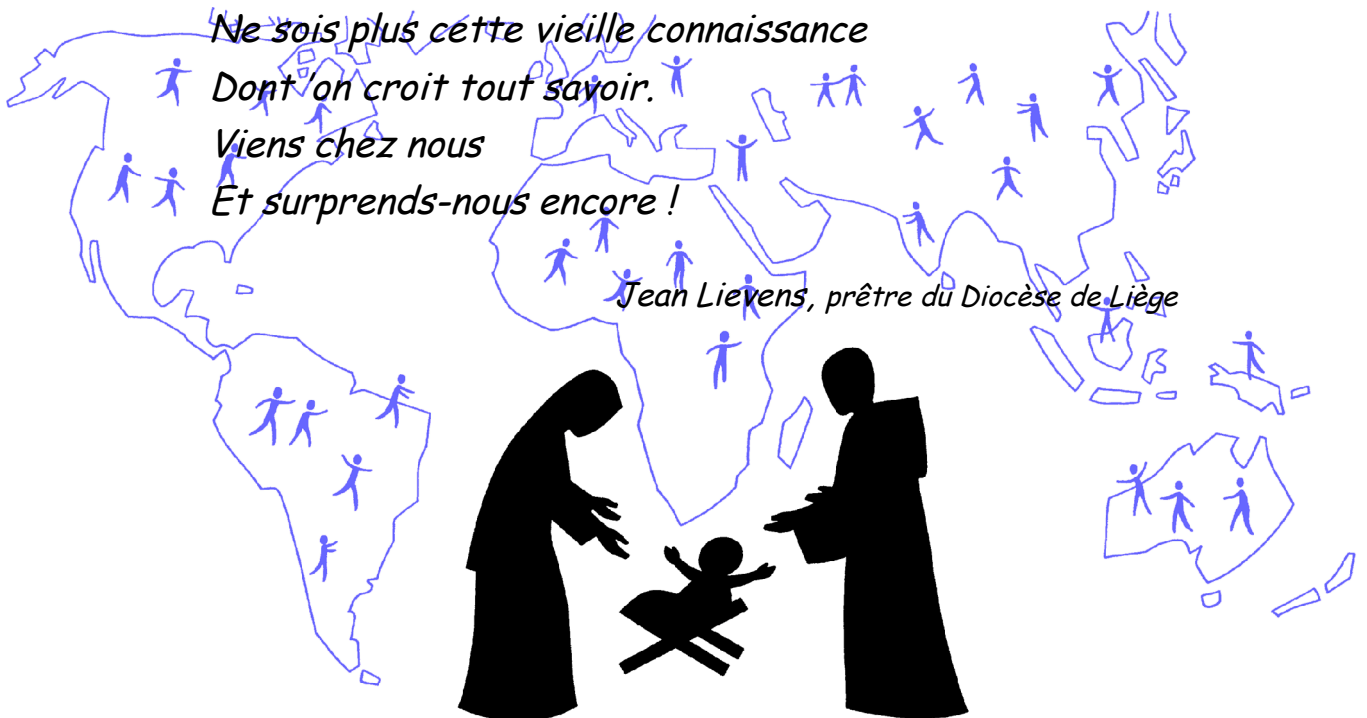 Ne sois plus cette vieille connaissance
Dont 'on croit tout savoir.
Viens chez nous
Et surprends-nous encore !
Jean Lievens, prêtre du Diocèse de Liège